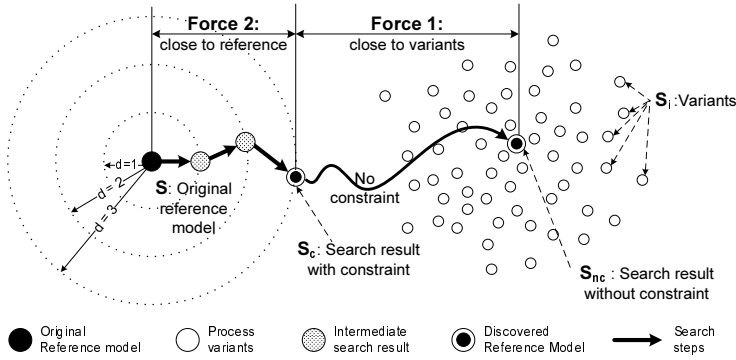 Force 2:
close to reference
Force 1:
close to variants
Si :Variants
d=1
d= 2
d= 3
S: Original
reference
model
No
constraint
Sc : Search result
with constraint
Snc : Search result
without constraint
Original
Reference model
Process
variants
Intermediate
search result
Discovered
Reference Model
Search
steps